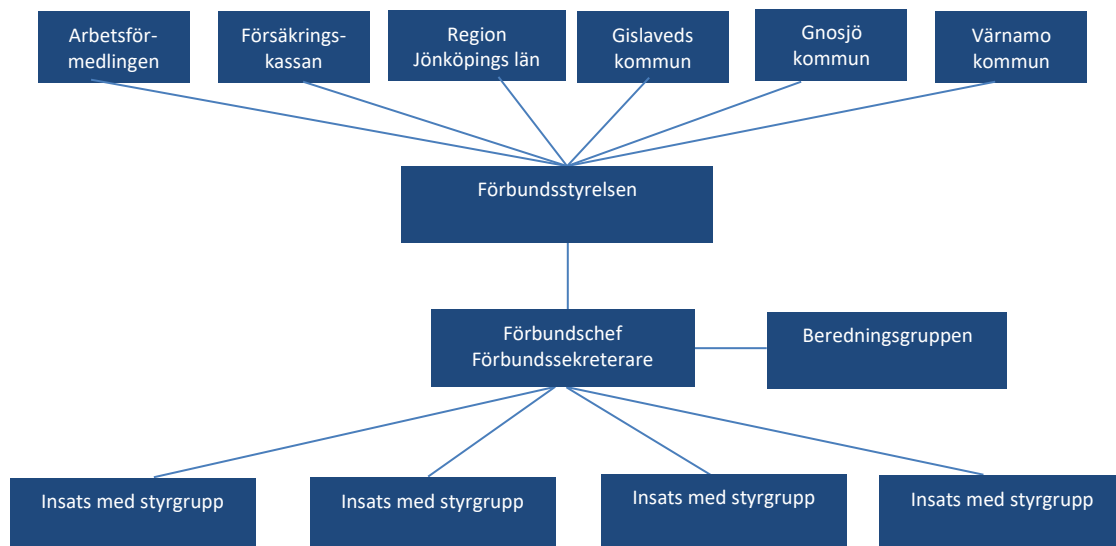 Arbetsför-
medlingen
Försäkrings-
kassan
Region
Jönköpings län
Gislaveds
kommun
Gnosjö
kommun
Värnamo
kommun
Förbundsstyrelsen
Förbundschef
Förbundssekreterare
Beredningsgruppen
Insats med styrgrupp
Insats med styrgrupp
Insats med styrgrupp
Insats med styrgrupp